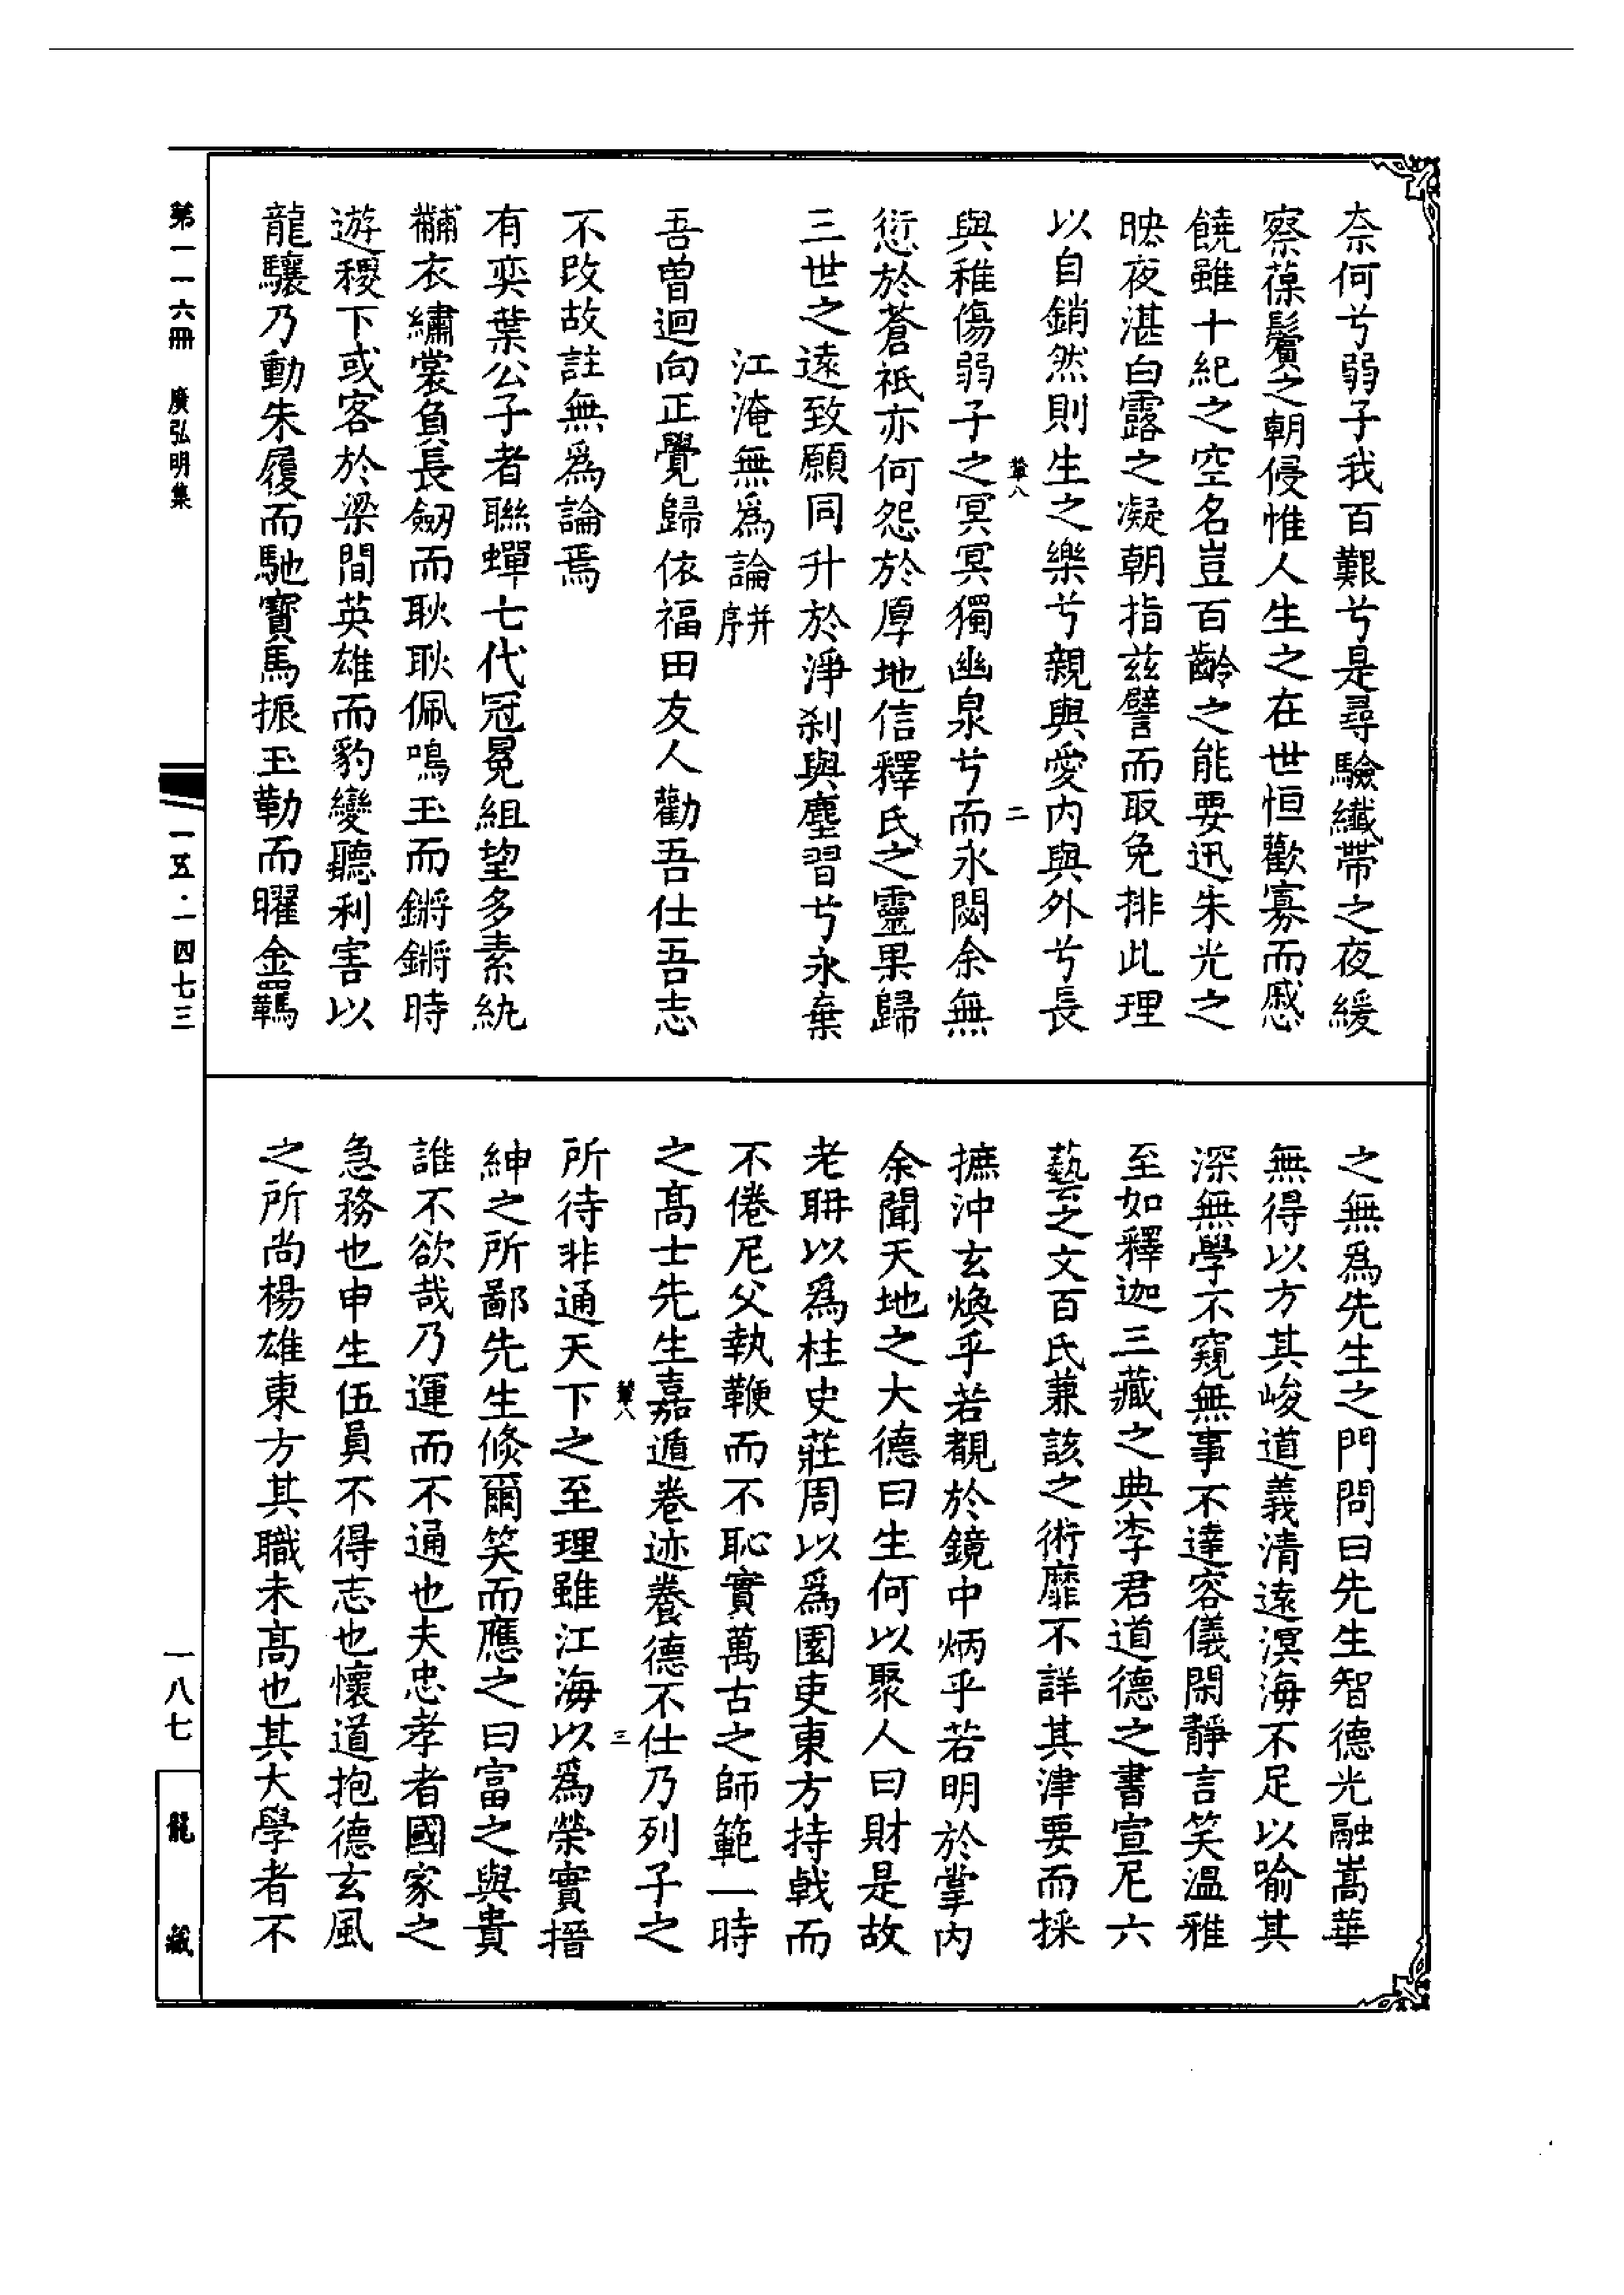 奈何兮弱子我百艱兮是尋驗纖帶之夜緩
察葆鬢之朝侵惟人生之在世恒歡寡而慼
饒雖十紀之空名豈百齡之能要迅朱光之
映夜湛白露之凝朝指茲譬而取免排此理
以自銷然則生之樂兮親與愛內與外兮長
輦八 二
與稚傷弱子之冥冥獨幽泉兮而永閟余無
愆於蒼祇亦何怨於厚地信釋氏之靈果歸
三世之遠致願同升於淨剎與塵習兮永棄
江淹無為論并序
吾曾迴向正覺歸依福田友人勸吾仕吾志
不改故註無為論焉
有奕葉公子者聯蟬七代冠冕組望多素紈
黼衣繡裳負長劒而耿耿佩鳴玉而鏘鏘時
遊稷下或客於梁間英雄而豹變聽利害以
龍驤乃動朱履而馳寶馬振玉勒而曜金羈
之無為先生之門問曰先生智德光融嵩華
無得以方其峻道義清遠溟海不足以喻其
深無學不窺無事不達容儀閑靜言笑溫雅
至如釋迦三藏之典李君道德之書宣尼六
藝之文百氏兼該之術靡不詳其津要而採
摭沖玄煥乎若覩於鏡中炳乎若明於掌內
余聞天地之大德曰生何以聚人曰財是故
老聃以為柱史莊周以為園吏東方持戟而
不倦尼父執鞭而不恥實萬古之師範一時
之高士先生嘉遁卷迹養德不仕乃列子之
輦八 三
所待非通天下之至理雖江海以為榮實搢
紳之所鄙先生倏爾笑而應之曰富之與貴
誰不欲哉乃運而不通也夫忠孝者國家之
急務也申生伍員不得志也懷道抱德玄風
之所尚楊雄東方其職未高也其大學者不
第一一六冊 廣弘明集
一五·一四七三
一八七
龍藏